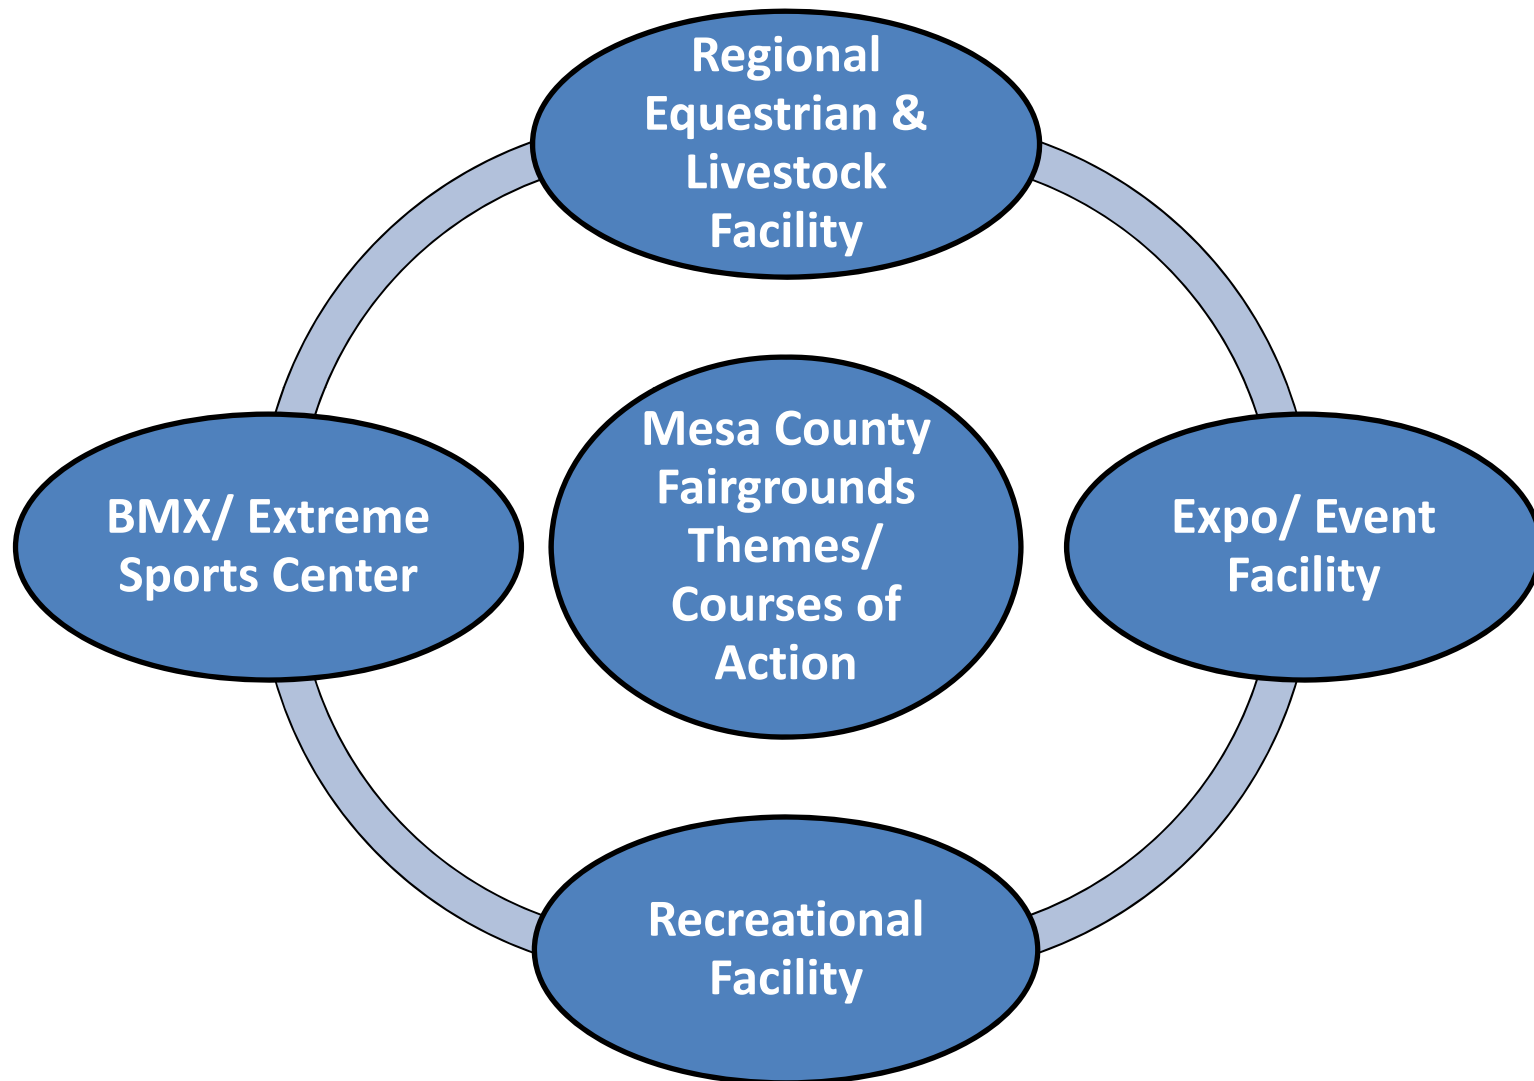 Regional
Equestrian &
Livestock
Facility
Mesa County
Fairgrounds
Themes/
Courses of
Action
BMX/ Extreme
Sports Center
Expo/ Event
Facility
Recreational
Facility